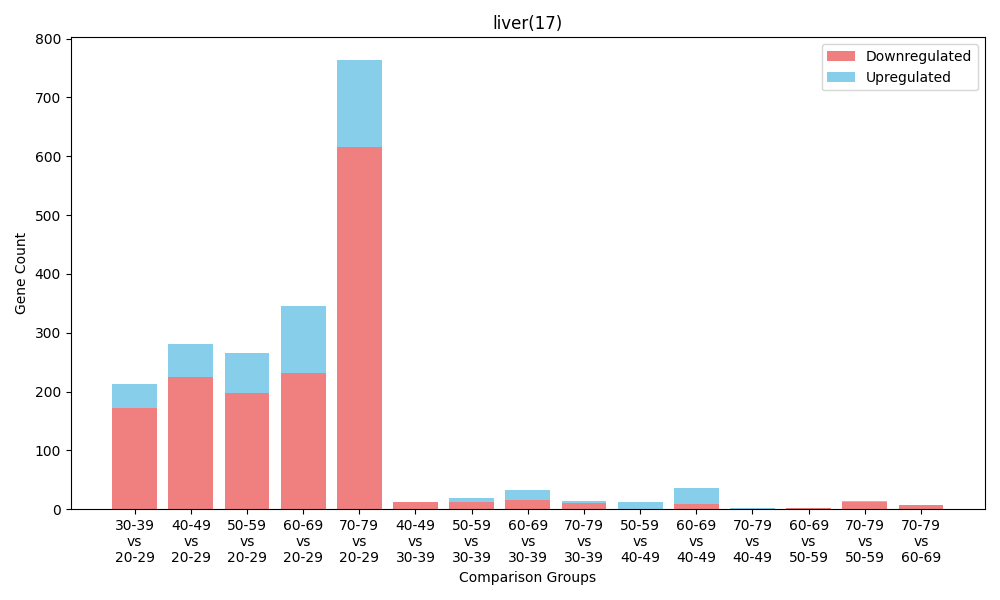 liver(17)
800
700
600
500
400
300
200
100
0
Gene Count
Downregulated
Upregulated
30-39 40-49 50-59 60-69 70-79 40-49 50-59 60-69 70-79 50-59 60-69 70-79 60-69 70-79 70-79
vs vs vs vs vs vs vs vs vs vs vs vs vs vs vs
20-29 20-29 20-29 20-29 20-29 30-39 30-39 30-39 30-39 40-49 40-49 40-49 50-59 50-59 60-69
Comparison Groups